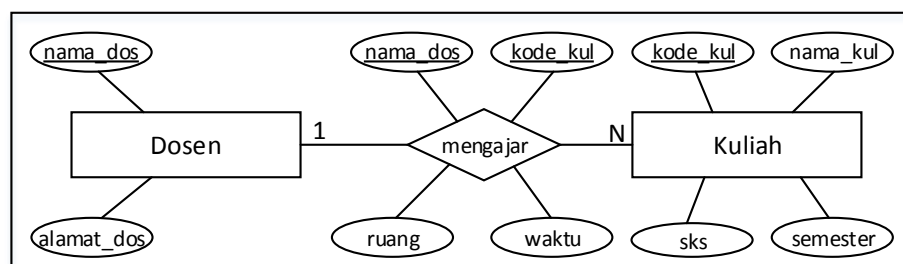 nama_dos
nama_dos
kode_kul
kode_kul
nama_kul
Dosen
1
mengajar
N
Kuliah
alamat_dos
ruang
waktu
sks
semester